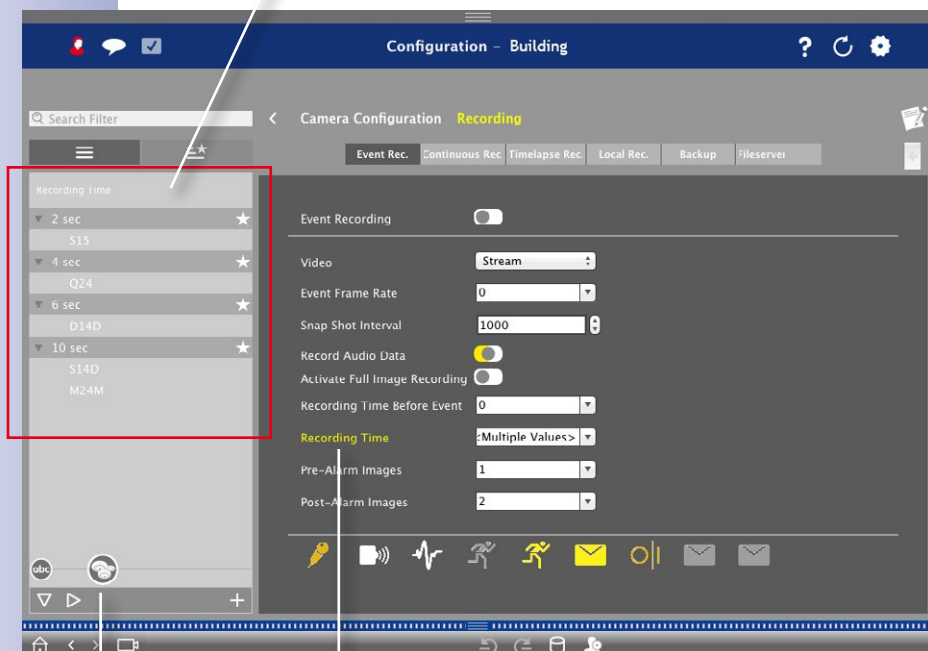 Configuration – Building
?
Search Filter
Camera Configuration Recording
Event Rec. Continuous Rec Timelapse Rec. Local Rec. Backup Fileserver
Recording Time
2 sec
S15
4 sec
Q24
6 sec
D14D
10 sec
S14D
M24M
Event Recording
Video Stream
Event Frame Rate 0
Snap Shot Interval 1000
Record Audio Data
Activate Full Image Recording
Recording Time Before Event 0
Recording Time <Multiple Values>
Pre-Alarm Images 1
Post-Alarm Images 2
abc